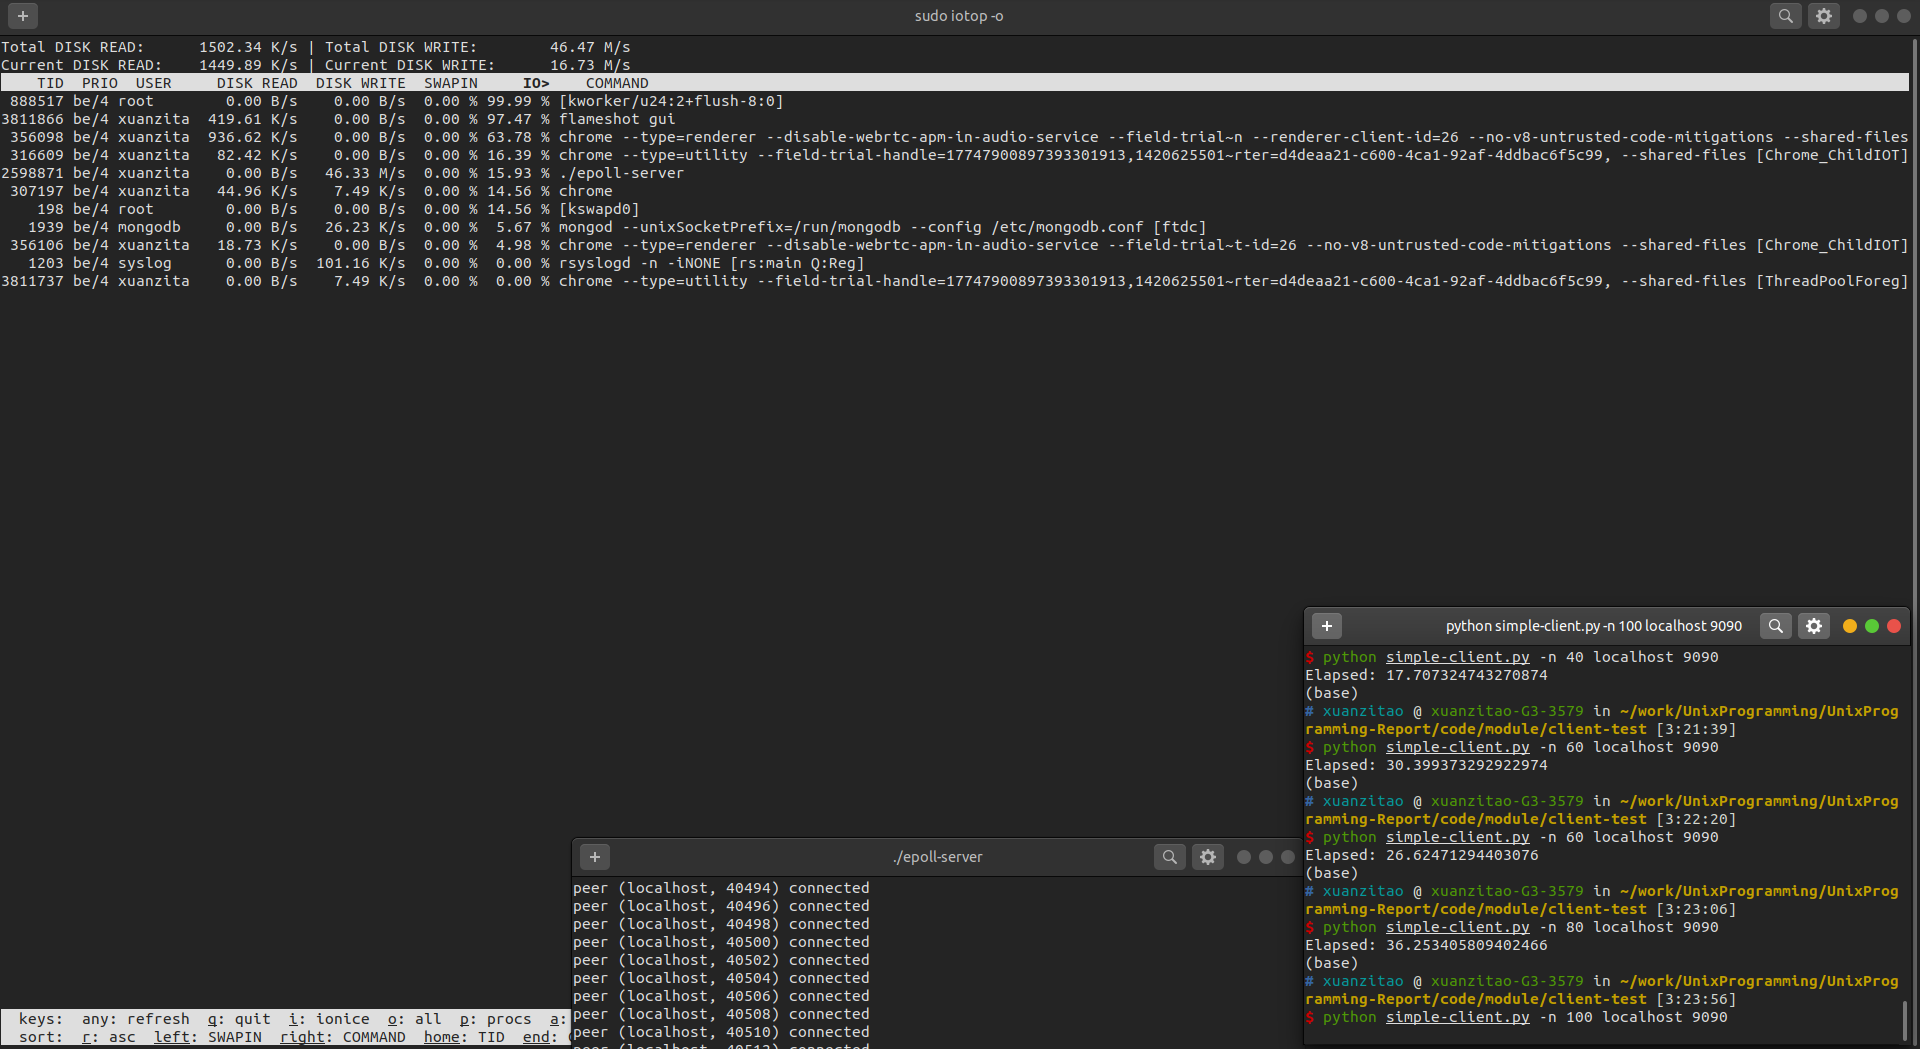 sudo iotop -o
Total DISK READ:      1502.34 K/s | Total DISK WRITE:        46.47 M/s
Current DISK READ:    1449.89 K/s | Current DISK WRITE:      16.73 M/s
TID  PRIO  USER     DISK READ  DISK WRITE  SWAPIN     IO>    COMMAND
888517 be/4 root        0.00 B/s    0.00 B/s  0.00 % 99.99 % [kworker/u24:2+flush-8:0]
3811866 be/4 xuanzita  419.61 K/s    0.00 B/s  0.00 % 97.47 % flameshot gui
356098 be/4 xuanzita  936.62 K/s    0.00 B/s  0.00 % 63.78 % chrome --type=renderer --disable-webrtc-apm-in-audio-service --field-trial~n --renderer-client-id=26 --no-v8-untrusted-code-mitigations --shared-files
316609 be/4 xuanzita   82.42 K/s    0.00 B/s  0.00 % 16.39 % chrome --type=utility --field-trial-handle=17747900897393301913,1420625501~rter=d4deaa21-c600-4ca1-92af-4ddbac6f5c99, --shared-files [Chrome_ChildIOT]
2598871 be/4 xuanzita    0.00 B/s   46.33 M/s  0.00 % 15.93 % ./epoll-server
307197 be/4 xuanzita   44.96 K/s    7.49 K/s  0.00 % 14.56 % chrome
198 be/4 root        0.00 B/s    0.00 B/s  0.00 % 14.56 % [kswapd0]
1939 be/4 mongodb     0.00 B/s   26.23 K/s  0.00 %  5.67 % mongod --unixSocketPrefix=/run/mongodb --config /etc/mongodb.conf [ftdc]
356106 be/4 xuanzita   18.73 K/s    0.00 B/s  0.00 %  4.98 % chrome --type=renderer --disable-webrtc-apm-in-audio-service --field-trial~t-id=26 --no-v8-untrusted-code-mitigations --shared-files [Chrome_ChildIOT]
1203 be/4 syslog      0.00 B/s  101.16 K/s  0.00 %  0.00 % rsyslogd -n -iNONE [rs:main Q:Reg]
3811737 be/4 xuanzita    0.00 B/s    7.49 K/s  0.00 %  0.00 % chrome --type=utility --field-trial-handle=17747900897393301913,1420625501~rter=d4deaa21-c600-4ca1-92af-4ddbac6f5c99, --shared-files [ThreadPoolForeg]
keys:  any: refresh  q: quit  i: ionice  o: all  p: procs  a:
sort:  r: asc  left: SWAPIN  right: COMMAND  home: TID  end:
./epoll-server
peer (localhost, 40494) connected
peer (localhost, 40496) connected
peer (localhost, 40498) connected
peer (localhost, 40500) connected
peer (localhost, 40502) connected
peer (localhost, 40504) connected
peer (localhost, 40506) connected
peer (localhost, 40508) connected
peer (localhost, 40510) connected
peer (localhost, 40512) connected
python simple-client.py -n 100 localhost 9090
$ python simple-client.py -n 40 localhost 9090
Elapsed: 17.707324743270874
(base)
# xuanzitao @ xuanzitao-G3-3579 in ~/work/UnixProgramming/UnixProg
ramming-Report/code/module/client-test [3:21:39]
$ python simple-client.py -n 60 localhost 9090
Elapsed: 30.399373292922974
(base)
# xuanzitao @ xuanzitao-G3-3579 in ~/work/UnixProgramming/UnixProg
ramming-Report/code/module/client-test [3:22:20]
$ python simple-client.py -n 60 localhost 9090
Elapsed: 26.62471294403076
(base)
# xuanzitao @ xuanzitao-G3-3579 in ~/work/UnixProgramming/UnixProg
ramming-Report/code/module/client-test [3:23:06]
$ python simple-client.py -n 80 localhost 9090
Elapsed: 36.253405809402466
(base)
# xuanzitao @ xuanzitao-G3-3579 in ~/work/UnixProgramming/UnixProg
ramming-Report/code/module/client-test [3:23:56]
$ python simple-client.py -n 100 localhost 9090